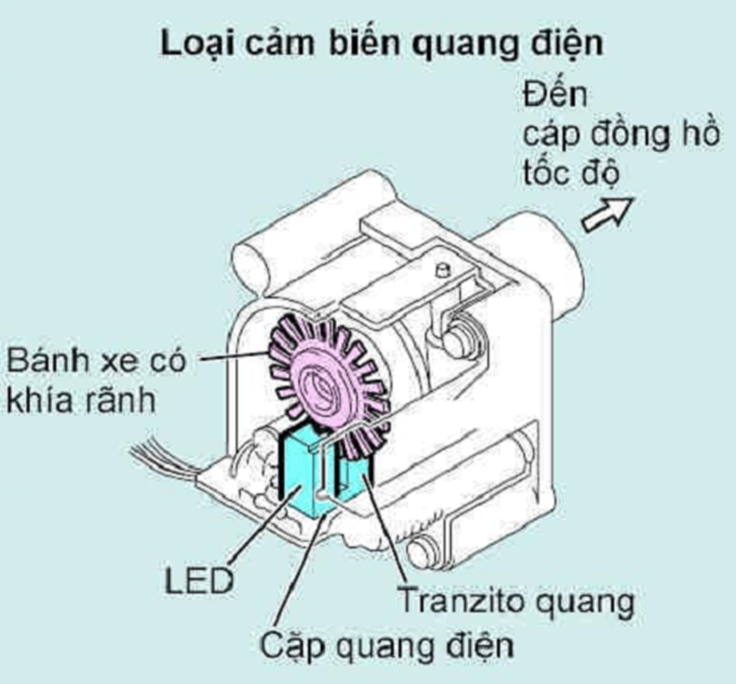 Loại cảm biến quang điện
Đến
cáp đồng hồ
tốc độ
Bánh xe có
khía rãnh
LED
Tranzito quang
Cặp quang điện